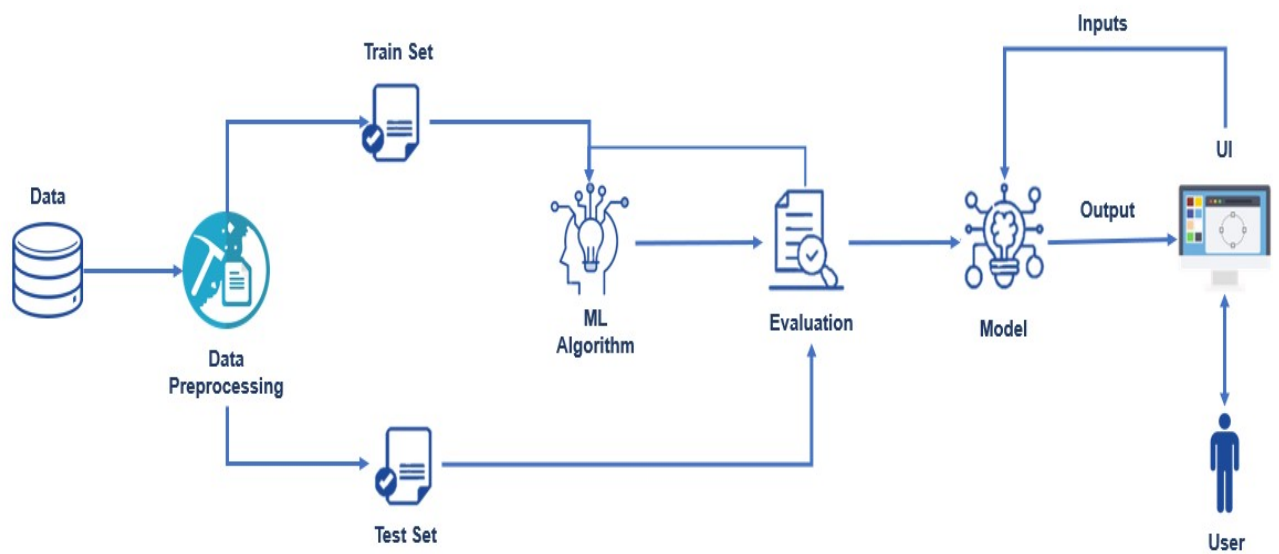 Inputs
Train Set
UI
Data
Output
ML
Algorithm
Evaluation
Model
Data
Preprocessing
Test Set
User